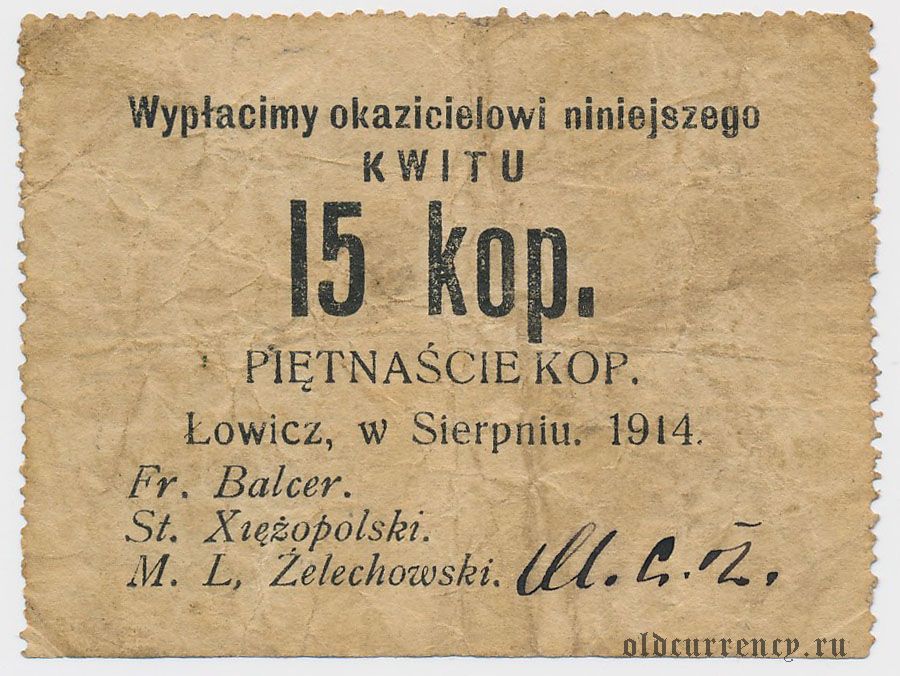 Wypłacimy okazicielowi niniejszego
KWITU
15 kop.
PIĘTNAŚCIE KOP.
Łowicz, w Sierpniu. 1914.
Fr. Balcer.
St. Xiężopolski.
M. L, Żelechowski. M. L. Ż.
oldcurrency.ru